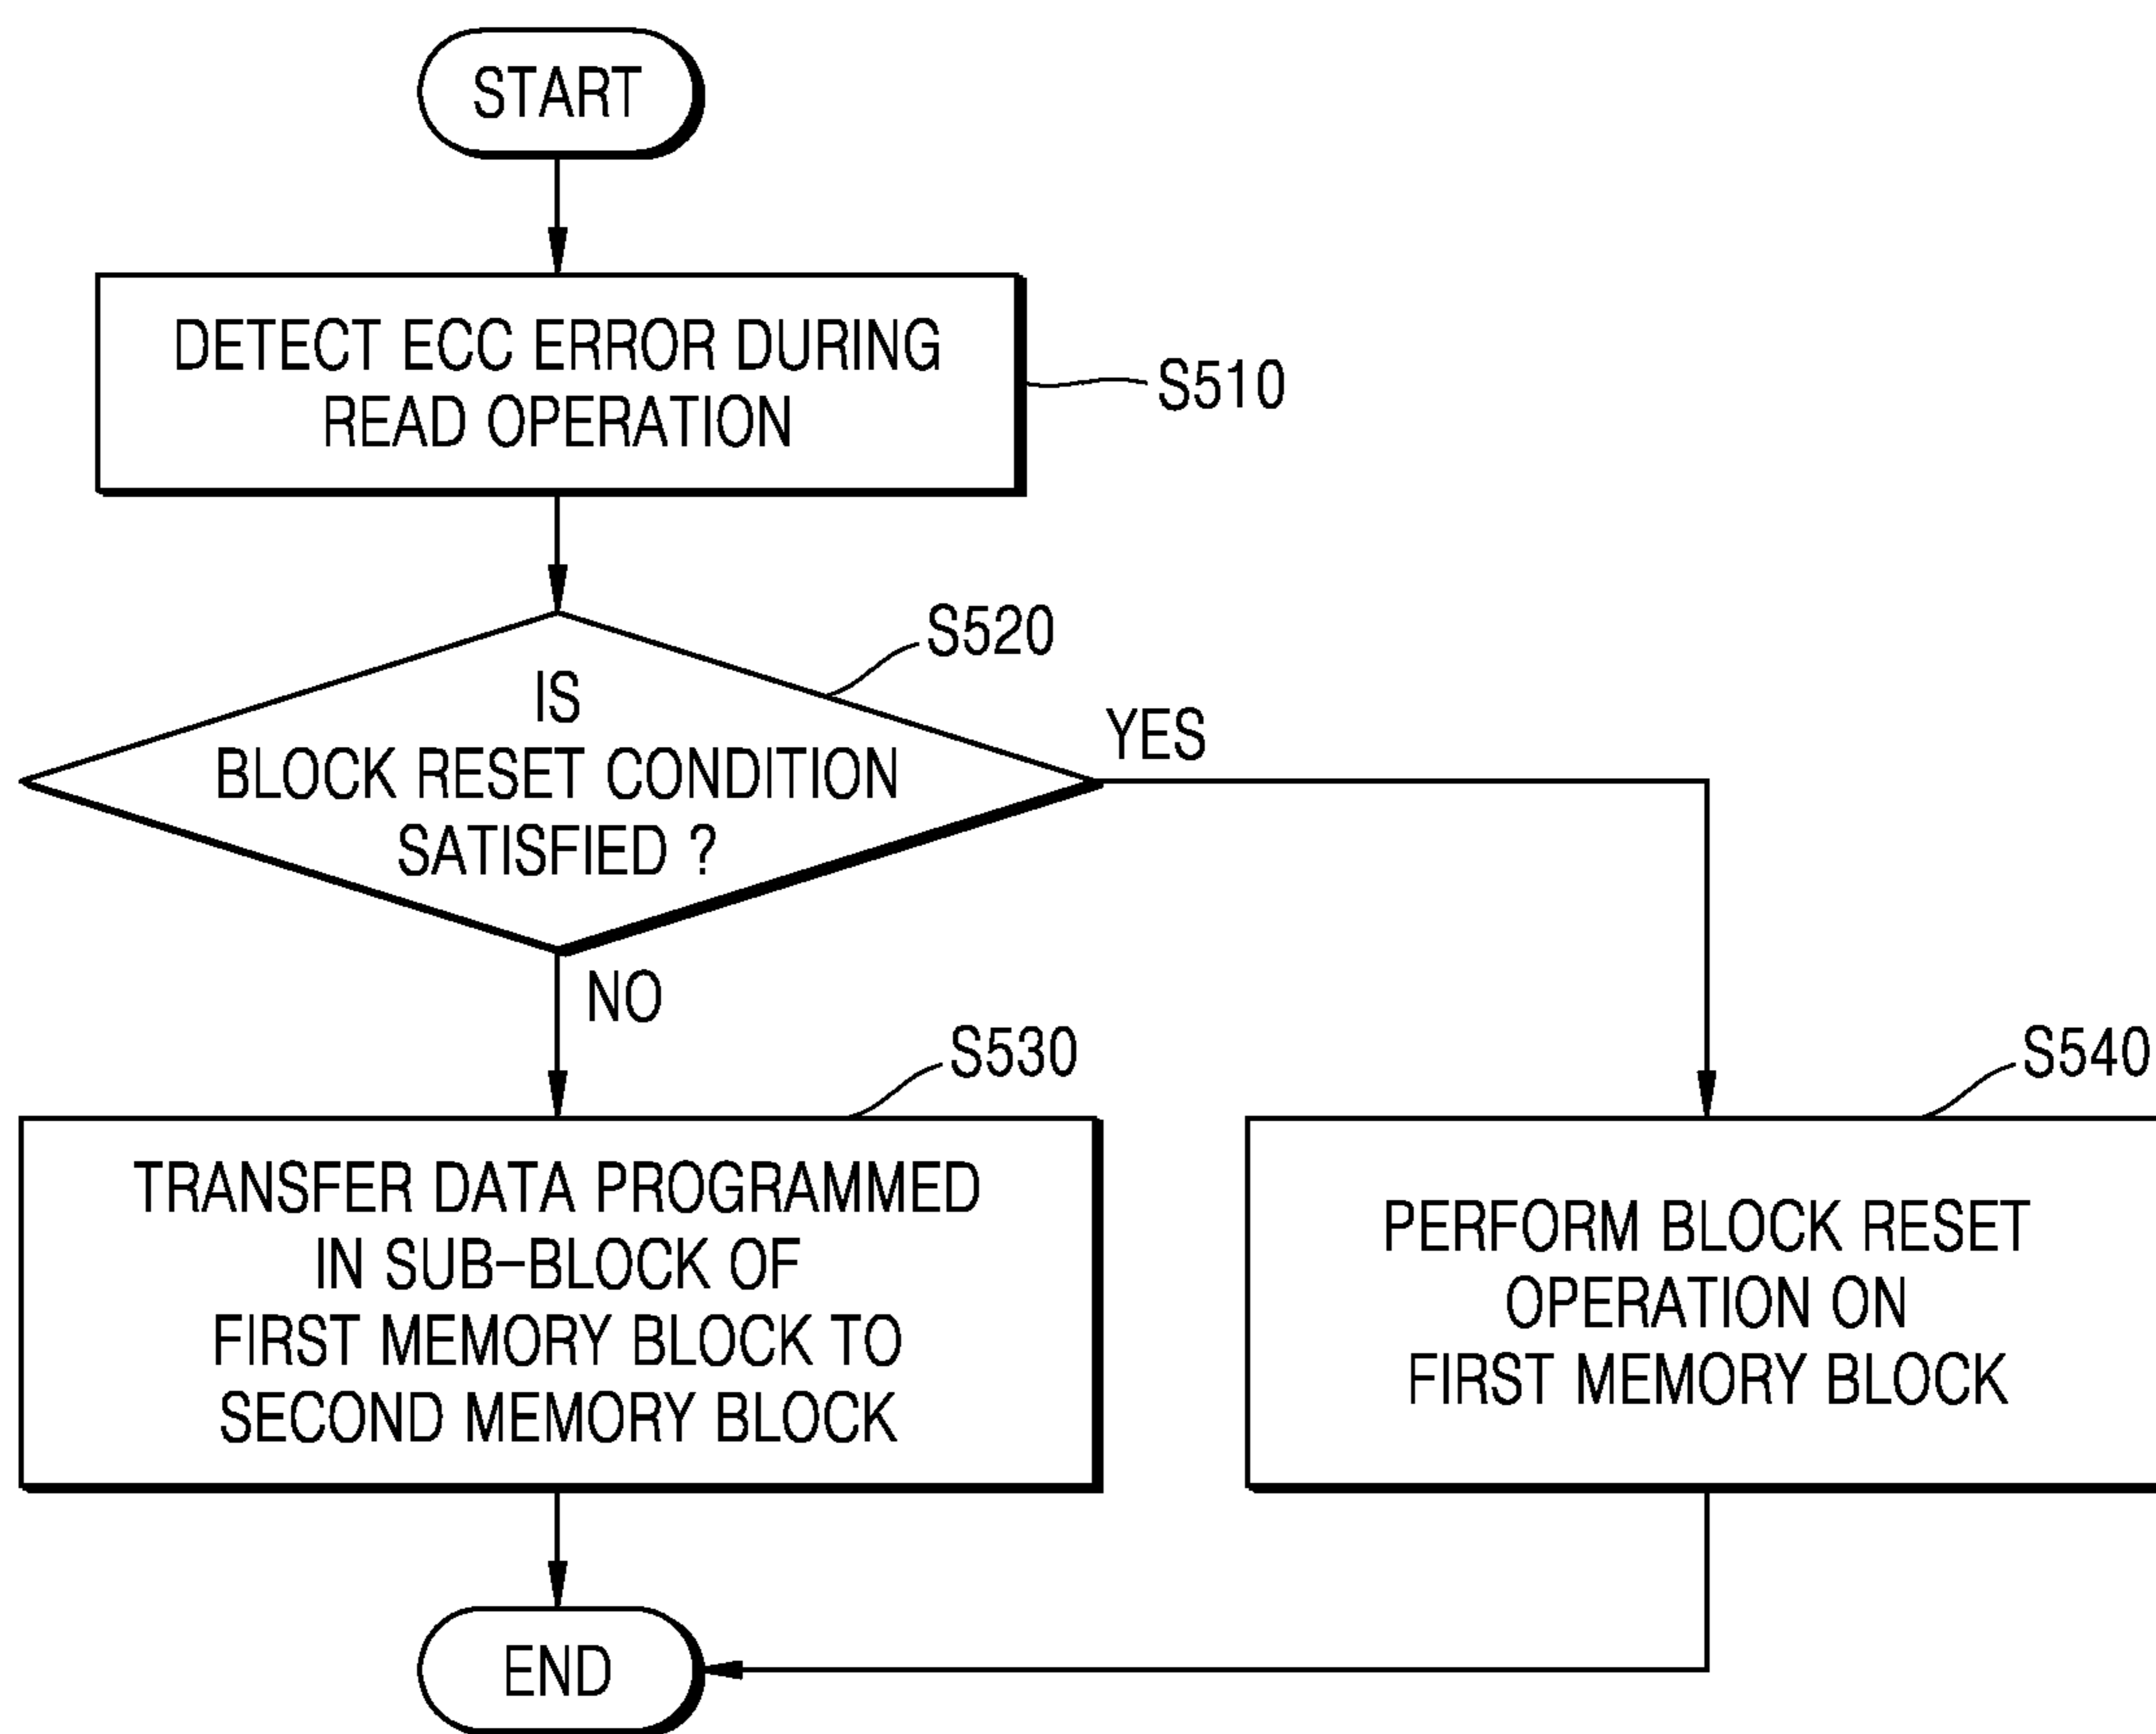 START
DETECT ECC ERROR DURING
READ OPERATION
S510
S520
IS
BLOCK RESET CONDITION
SATISFIED ?
YES
NO
S530
TRANSFER DATA PROGRAMMED
IN SUB-BLOCK OF
FIRST MEMORY BLOCK TO
SECOND MEMORY BLOCK
S540
PERFORM BLOCK RESET
OPERATION ON
FIRST MEMORY BLOCK
END